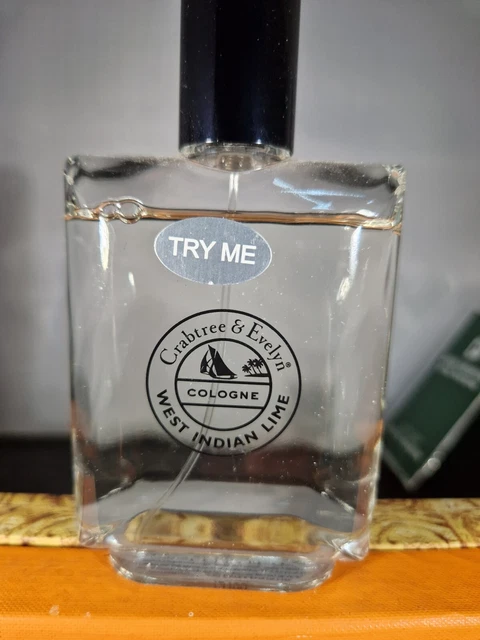 TRY ME
Crabtree & Evelyn®
COLOGNE
WEST INDIAN LIME